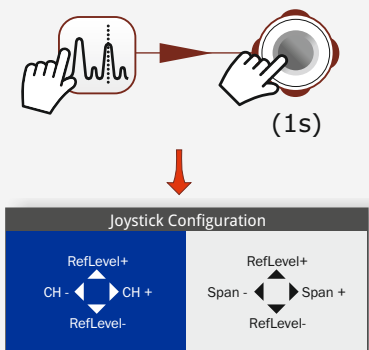 (1s)
Joystick Configuration
RefLevel+
CH - CH +
RefLevel-
RefLevel+
Span - Span +
RefLevel-